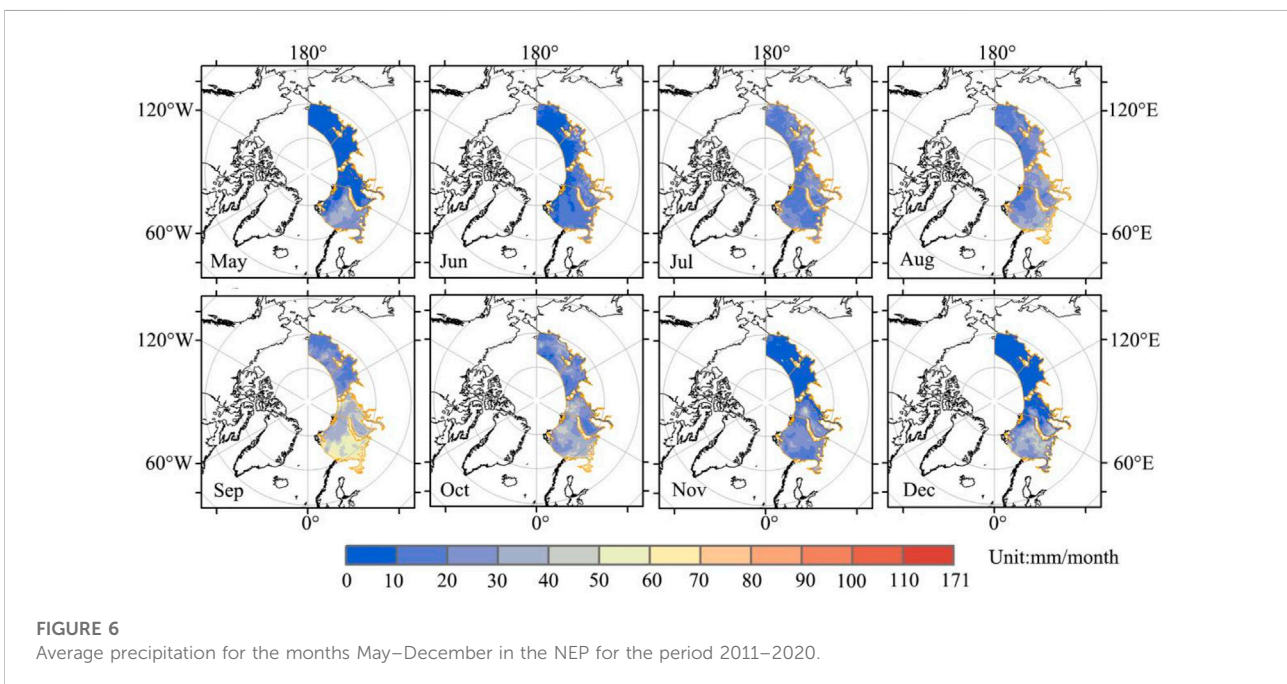 180° 180° 180° 180°
120°W 120°E
60°W 60°E
May Jun Jul Aug
120°W 120°E
60°W 60°E
Sep Oct Nov Dec
0° 0° 0° 0°
0 10 20 30 40 50 60 70 80 90 100 110 171 Unit:mm/month
FIGURE 6
Average precipitation for the months May–December in the NEP for the period 2011–2020.